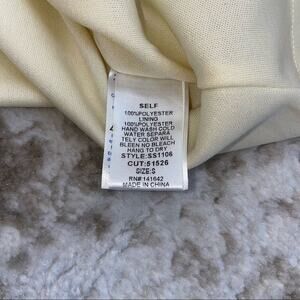 SELF
100%POLYESTER
LINING
100%POLYESTER
HAND WASH COLD
WATER SEPARA
TELY COLOR WILL
BLEEN NO BLEACH
HANG TO DRY
STYLE:SS1106
CUT:51526
SIZE:S
RN#141642
MADE IN CHINA